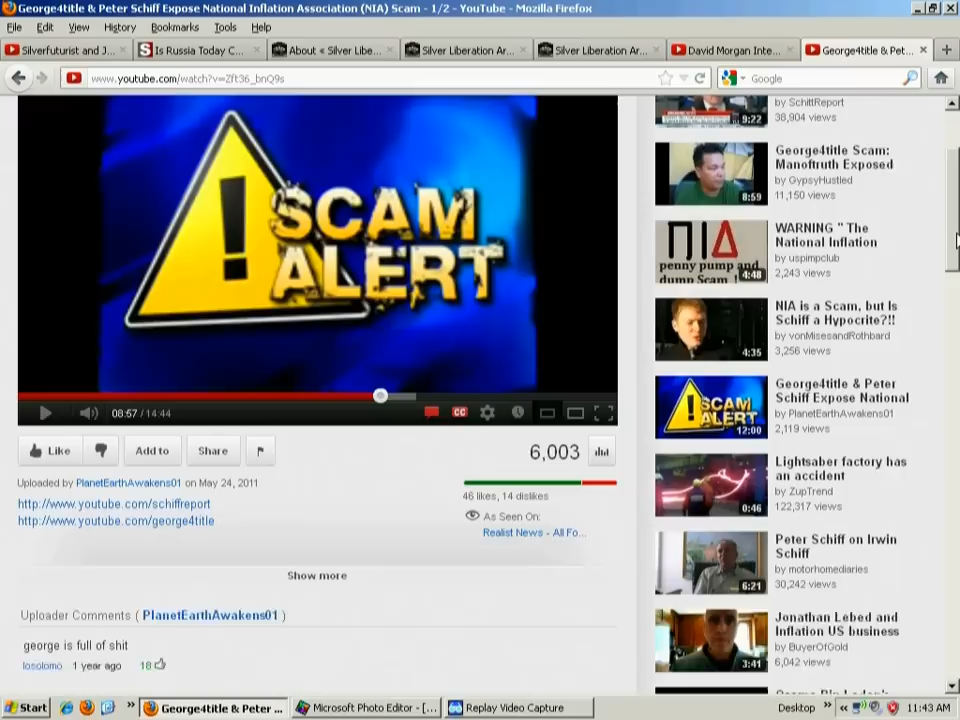 George4title & Peter Schiff Expose National Inflation Association (NIA) Scam - 1/2 - YouTube - Mozilla Firefox
File Edit View History Bookmarks Tools Help
Silverfuturist and J...
Is Russia Today C...
About « Silver Libe...
Silver Liberation Ar...
Silver Liberation Ar...
David Morgan Inte...
George4title & Pet...
www.youtube.com/watch?v=Zft36_bnQ9s
Google
SCAM
ALERT
08:57 / 14:44
CC
Like
Add to
Share
6,003
Uploaded by PlanetEarthAwakens01 on May 24, 2011
46 likes, 14 dislikes
http://www.youtube.com/schiffreport
http://www.youtube.com/george4title
As Seen On:
Realist News - All Fo...
Show more
Uploader Comments ( PlanetEarthAwakens01 )
george is full of shit
losolomo 1 year ago 18
9:22
by SchiffReport
38,904 views
8:59
George4title Scam:
Manoftruth Exposed
by GypsyHustled
11,150 views
NIA
penny pump and
dump Scam !
4:48
WARNING " The
National Inflation
by uspimpclub
2,243 views
4:35
NIA is a Scam, but Is
Schiff a Hypocrite?!!
by vonMisesandRothbard
3,256 views
SCAM
ALERT
12:00
George4title & Peter
Schiff Expose National
by PlanetEarthAwakens01
2,119 views
0:46
Lightsaber factory has
an accident
by ZupTrend
122,317 views
6:21
Peter Schiff on Irwin
Schiff
by motorhomediaries
30,242 views
3:41
Jonathan Lebed and
Inflation US business
by BuyerOfGold
6,042 views
Start
George4title & Peter ...
Microsoft Photo Editor - [...
Replay Video Capture
Desktop
11:43 AM